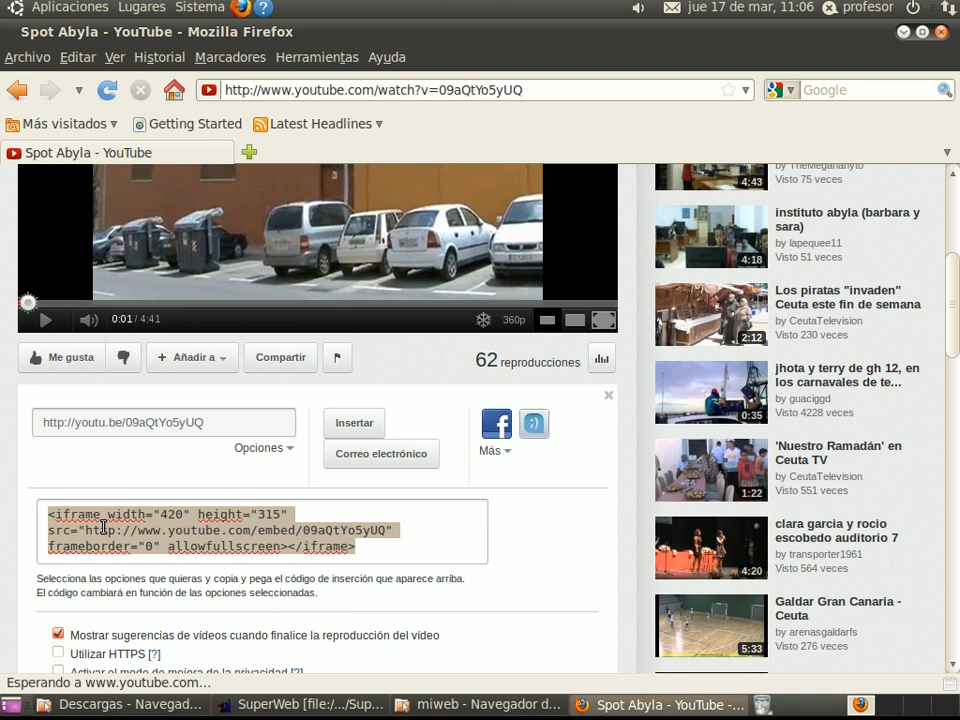 Aplicaciones Lugares Sistema ?
jue 17 de mar, 11:06 profesor
Spot Abyla - YouTube - Mozilla Firefox
Archivo Editar Ver Historial Marcadores Herramientas Ayuda
http://www.youtube.com/watch?v=09aQtYo5yUQ
Google
Más visitados Getting Started Latest Headlines
Spot Abyla - YouTube
0:01 / 4:41
360p
Me gusta
Añadir a
Compartir
62 reproducciones
http://youtu.be/09aQtYo5yUQ
Opciones
Insertar
Correo electrónico
Más
<iframe width="420" height="315"
src="http://www.youtube.com/embed/09aQtYo5yUQ"
frameborder="0" allowfullscreen></iframe>
Selecciona las opciones que quieras y copia y pega el código de inserción que aparece arriba.
El código cambiará en función de las opciones seleccionadas.
Mostrar sugerencias de vídeos cuando finalice la reproducción del vídeo
Utilizar HTTPS [?]
Activar el modo de mejora de la privacidad [?]
4:43
Visto 75 veces
instituto abyla (barbara y
sara)
by lapequee11
Visto 51 veces
4:18
Los piratas "invaden"
Ceuta este fin de semana
by CeutaTelevision
Visto 230 veces
2:12
jhota y terry de gh 12, en
los carnavales de te...
by guaciggd
Visto 4228 veces
0:35
'Nuestro Ramadán' en
Ceuta TV
by CeutaTelevision
Visto 551 veces
1:22
clara garcia y rocio
escobedo auditorio 7
by transporter1961
Visto 564 veces
4:20
Galdar Gran Canaria -
Ceuta
by arenasgaldarfs
Visto 276 veces
5:33
Esperando a www.youtube.com...
Descargas - Navegad...
SuperWeb [file:/.../Sup...
miweb - Navegador d...
Spot Abyla - YouTube -...